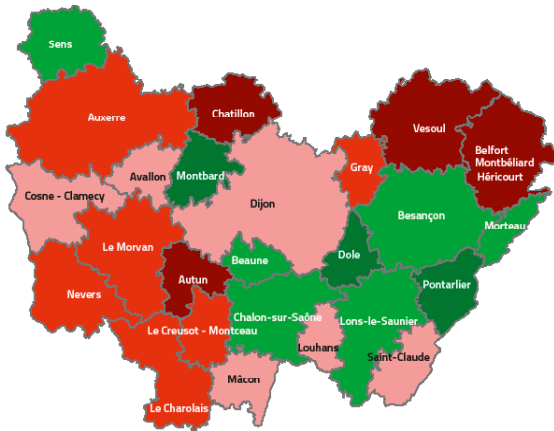 Sens
Auxerre
Chatillon
Vesoul
Belfort
Montbéliard
Héricourt
Avallon
Montbard
Gray
Cosne - Clamecy
Dijon
Besançon
Morteau
Le Morvan
Beaune
Dole
Autun
Pontarlier
Nevers
Chalon-sur-Saône
Lons-le-Saunier
Le Creusot - Montceau
Louhans
Saint-Claude
Mâcon
Le Charolais